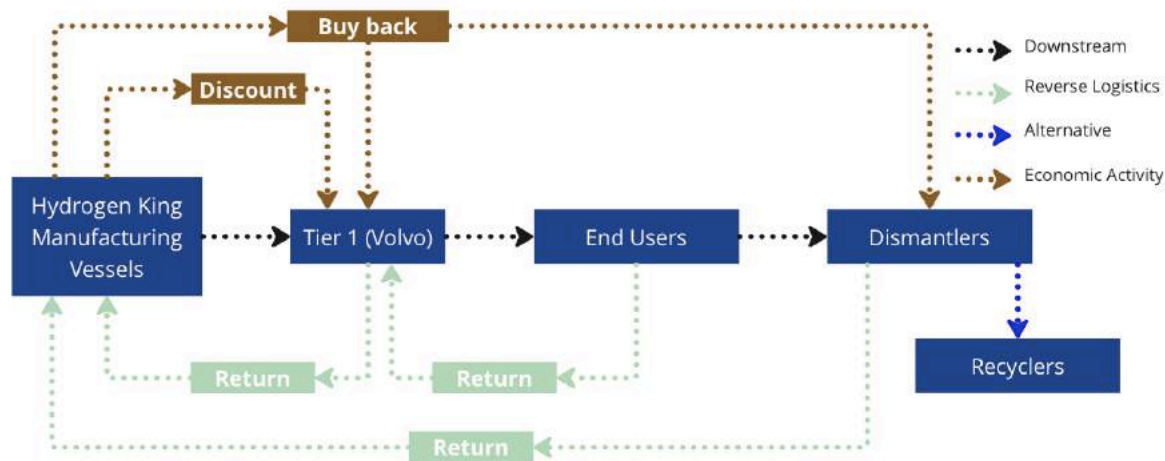 Buy back
Downstream
Discount
Reverse Logistics
Alternative
Economic Activity
Hydrogen King
Manufacturing
Vessels
Tier 1 (Volvo)
End Users
Dismantlers
Return
Return
Recyclers
Return